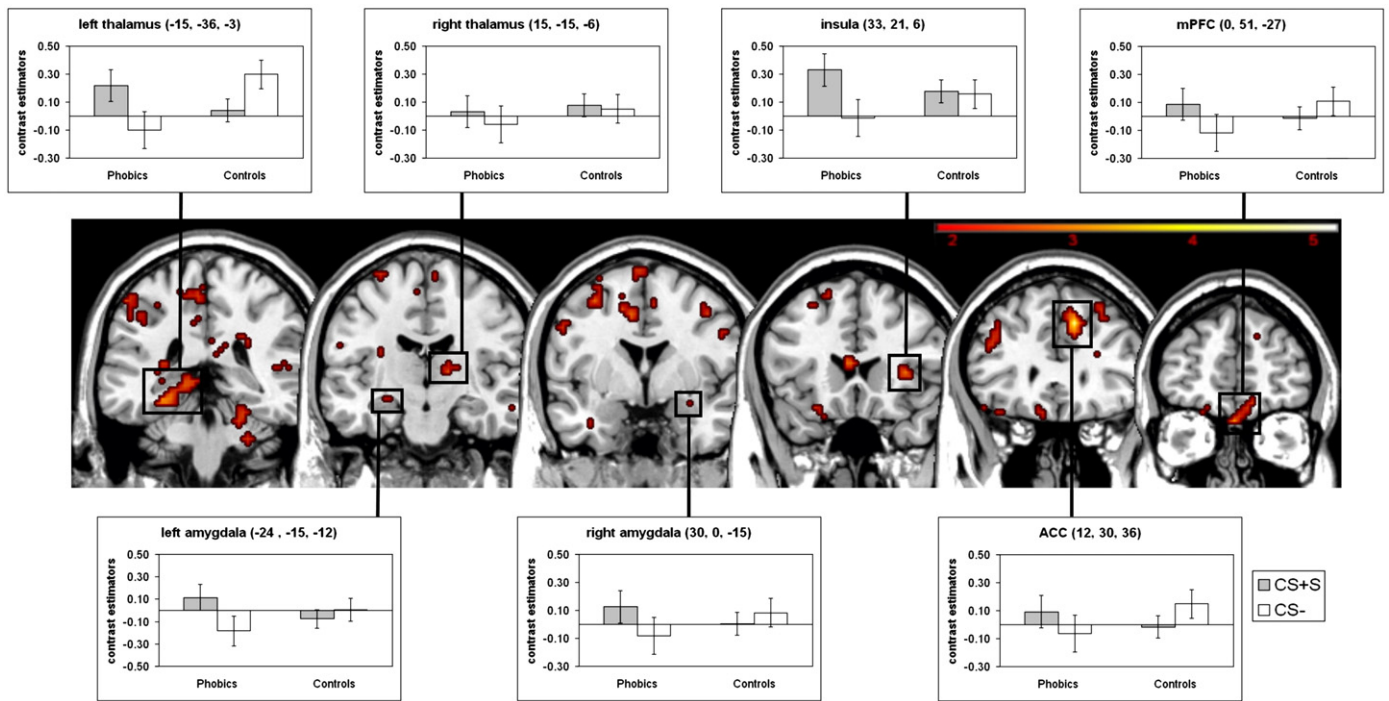 left thalamus (-15, -36, -3)
contrast estimators
0.50
0.30
0.10
-0.10
-0.30
Phobics Controls
right thalamus (15, -15, -6)
contrast estimators
0.50
0.30
0.10
-0.10
-0.30
Phobics Controls
insula (33, 21, 6)
contrast estimators
0.50
0.30
0.10
-0.10
-0.30
Phobics Controls
mPFC (0, 51, -27)
contrast estimators
0.50
0.30
0.10
-0.10
-0.30
Phobics Controls
2 3 4 5
left amygdala (-24 , -15, -12)
contrast estimators
0.50
0.30
0.10
-0.10
-0.30
-0.50
Phobics Controls
right amygdala (30, 0, -15)
contrast estimators
0.50
0.30
0.10
-0.10
-0.30
Phobics Controls
ACC (12, 30, 36)
contrast estimators
0.50
0.30
0.10
-0.10
-0.30
Phobics Controls
CS+S
CS-